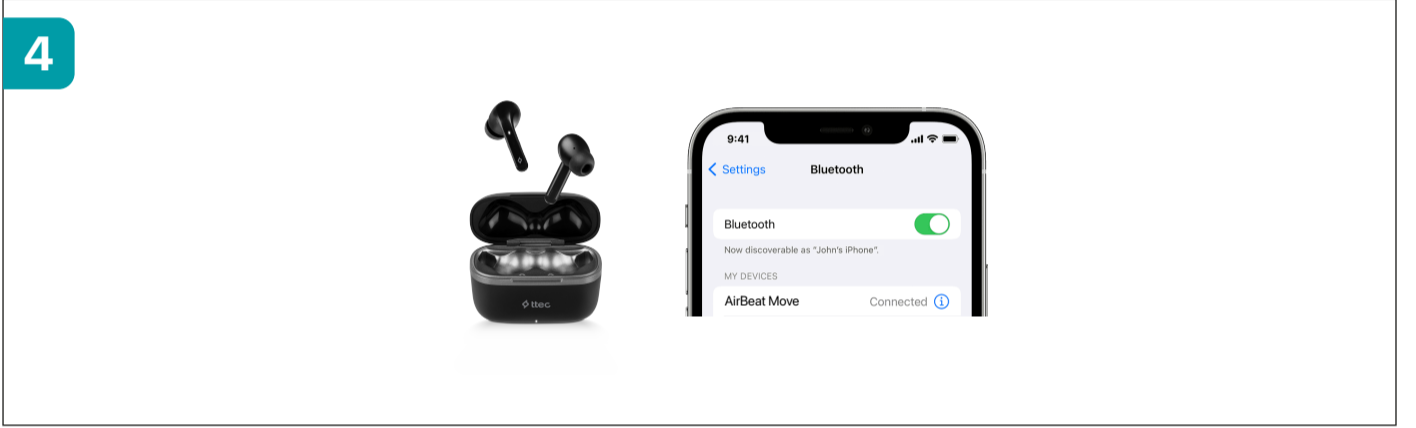 4
9:41
Settings
Bluetooth
Bluetooth
Now discoverable as "John's iPhone".
MY DEVICES
AirBeat Move
Connected
ttec